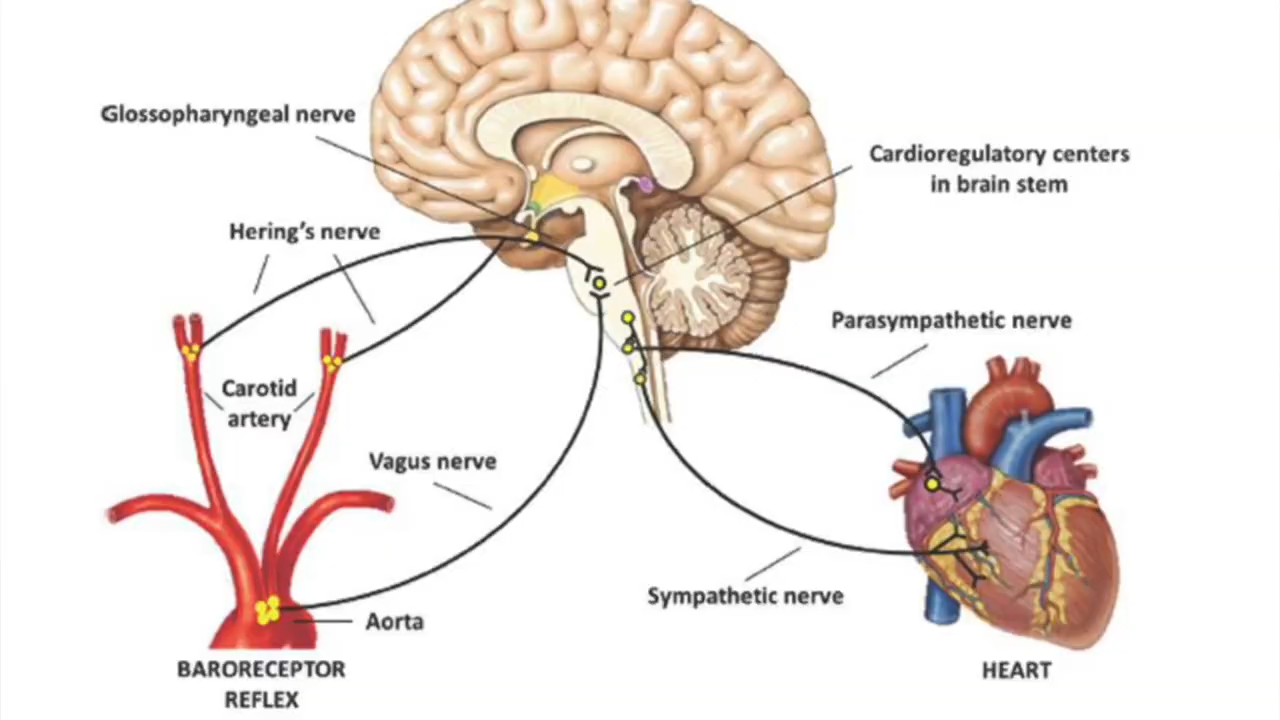 Glossopharyngeal nerve
Cardioregulatory centers
in brain stem
Hering's nerve
Parasympathetic nerve
Carotid
artery
Vagus nerve
Sympathetic nerve
Aorta
BARORECEPTOR
REFLEX
HEART